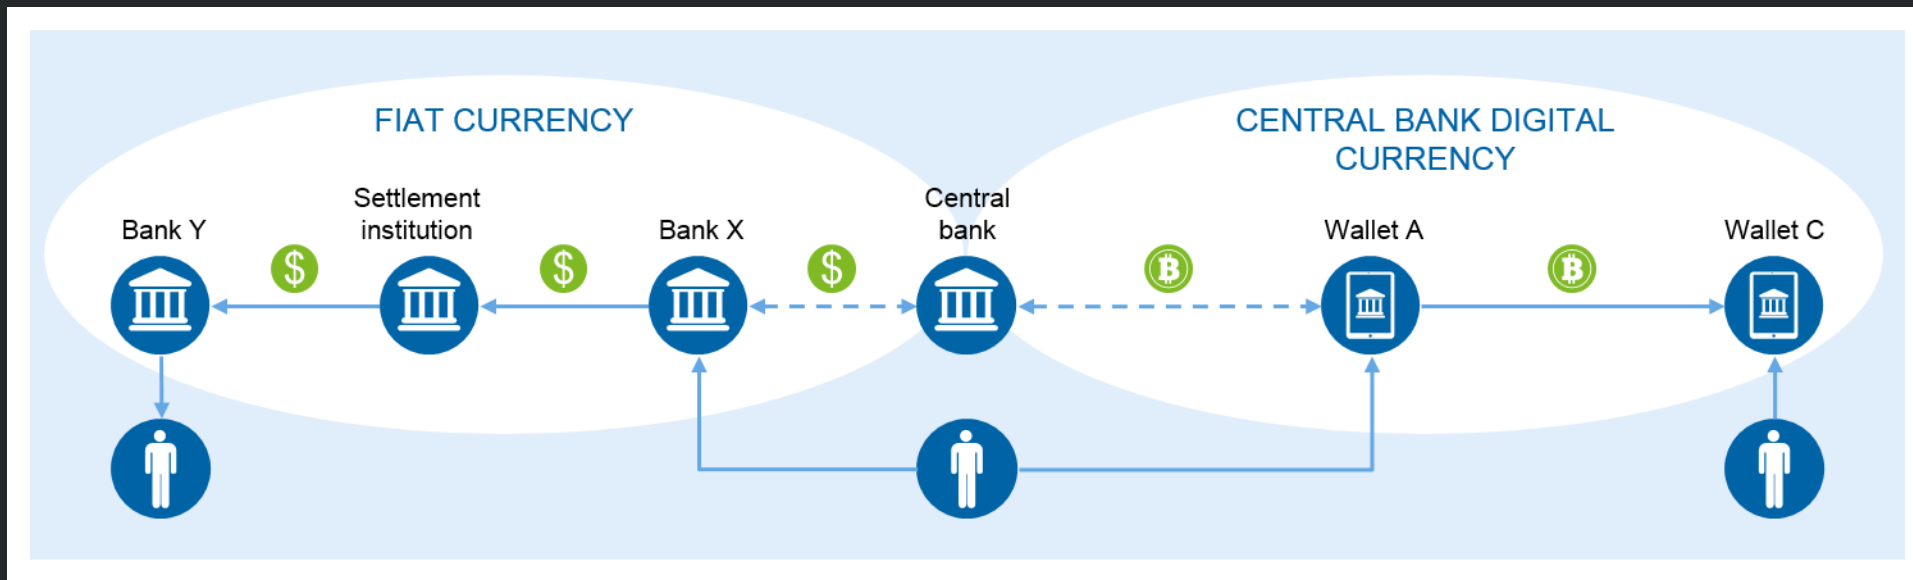 FIAT CURRENCY
CENTRAL BANK DIGITAL
CURRENCY
Bank Y
Settlement
institution
Bank X
Central
bank
Wallet A
Wallet C
$
$
$
₿
₿